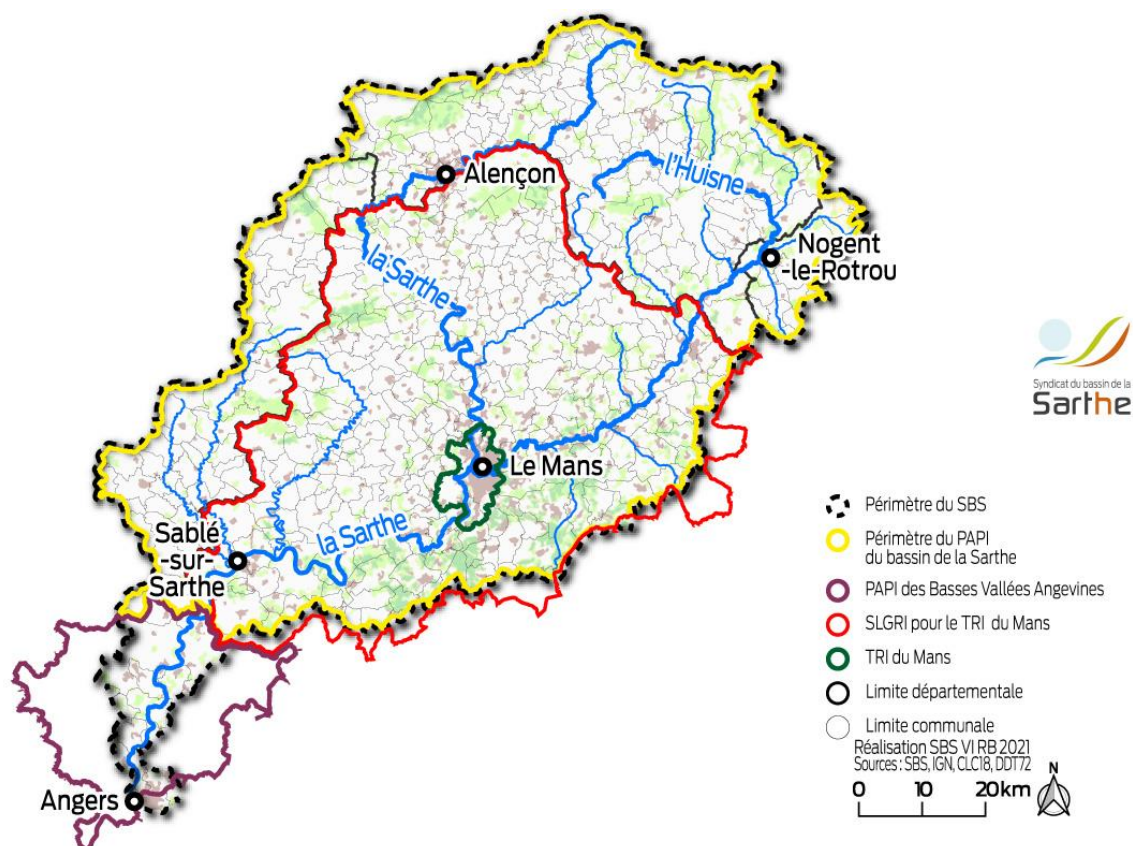 Alençon
l'Huisne
Nogent
-le-Rotrou
la Sarthe
Le Mans
la Sarthe
Sablé
-sur-
Sarthe
Angers
Syndicat du bassin de la
Sarthe
Périmètre du SBS
Périmètre du PAPI
du bassin de la Sarthe
PAPI des Basses Vallées Angevines
SLGRI pour le TRI du Mans
TRI du Mans
Limite départementale
Limite communale
Réalisation SBS VI RB 2021
Sources : SBS, IGN, CLC18, DDT72
0 10 20 km
N